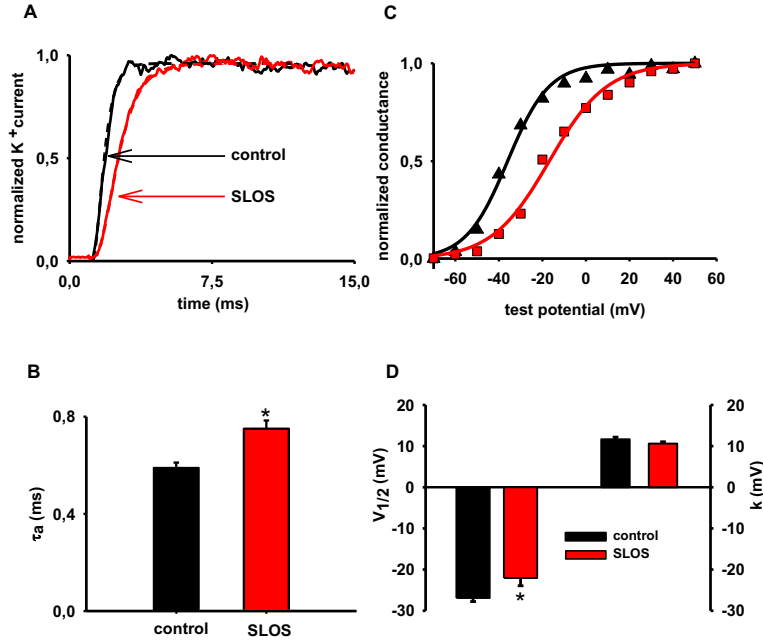 A
normalized K+current
1,0
0,5
0,0
control
SLOS
0,0
7,5
15,0
time (ms)
C
normalized conductance
1,0
0,5
0,0
-60
-40
-20
0
20
40
60
test potential (mV)
B
τa (ms)
0,8
0,4
0,0
*
control
SLOS
D
V1/2 (mV)
20
10
0
-10
-20
-30
*
control
SLOS
20
10
0
-10
-20
-30
k (mV)